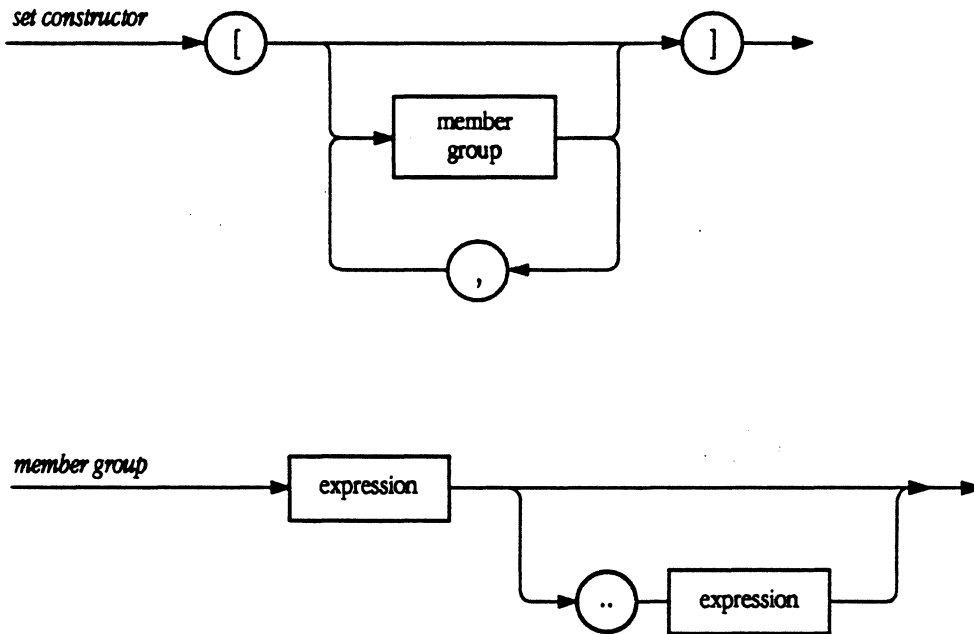 set constructor
[
]
member
group
,
member group
expression
..
expression